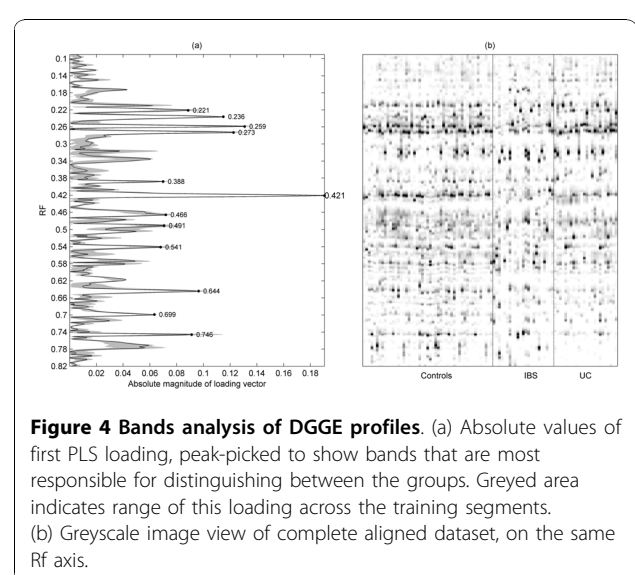 (a)
(b)
0.1
0.14
0.18
0.22
0.26
0.3
0.34
0.38
0.42
0.46
0.5
0.54
0.58
0.62
0.66
0.7
0.74
0.78
0.82
RF
0.221
0.236
0.259
0.273
0.388
0.421
0.466
0.491
0.541
0.644
0.699
0.746
0.02 0.04 0.06 0.08 0.10 0.12 0.14 0.16 0.18
Absolute magnitude of loading vector
Controls IBS UC
Figure 4 Bands analysis of DGGE profiles. (a) Absolute values of
first PLS loading, peak-picked to show bands that are most
responsible for distinguishing between the groups. Greyed area
indicates range of this loading across the training segments.
(b) Greyscale image view of complete aligned dataset, on the same
Rf axis.